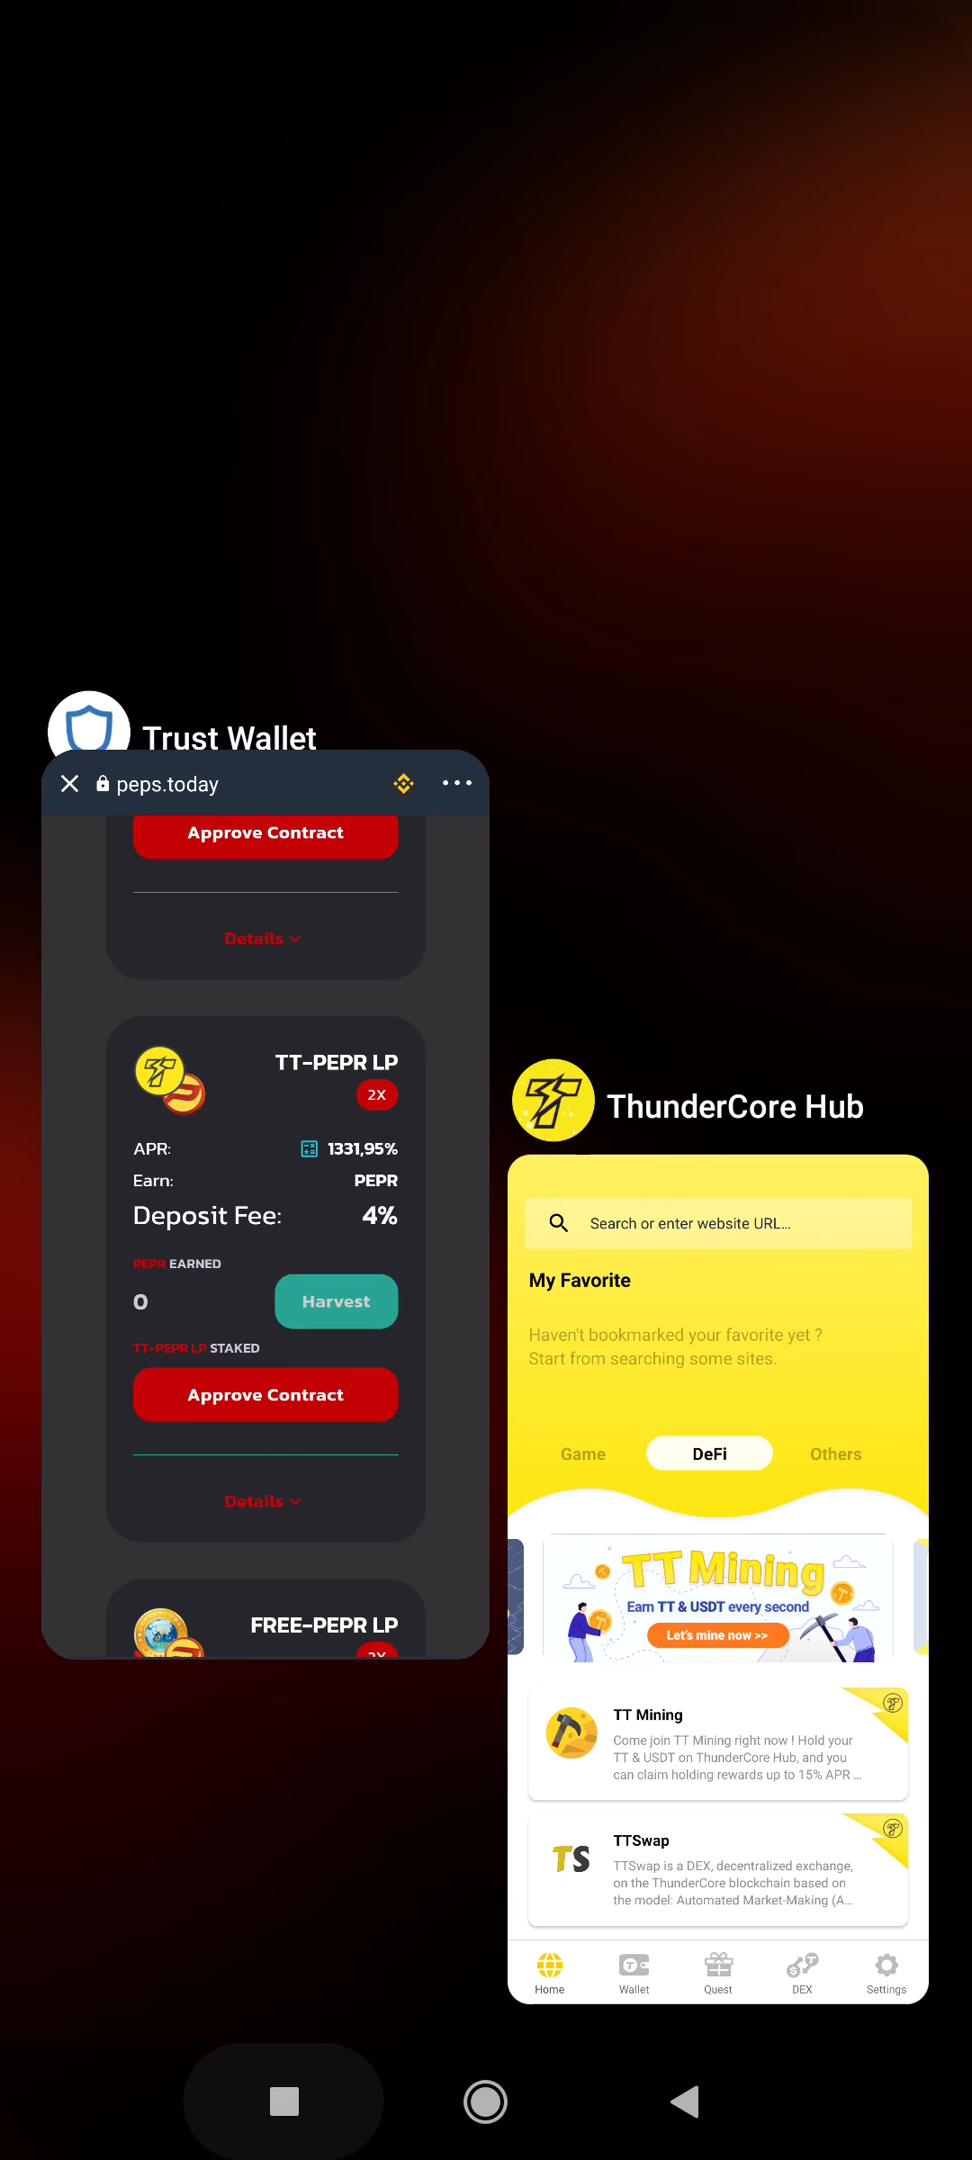 Trust Wallet
peps.today
Approve Contract
Details
TT-PEPR LP
2X
APR: 1331,95%
Earn: PEPR
Deposit Fee: 4%
PEPR EARNED
0 Harvest
TT-PEPR LP STAKED
Approve Contract
Details
FREE-PEPR LP
2X
ThunderCore Hub
Search or enter website URL...
My Favorite
Haven't bookmarked your favorite yet ?
Start from searching some sites.
Game DeFi Others
TT Mining
Earn TT & USDT every second
Let's mine now >>
TT Mining
Come join TT Mining right now ! Hold your
TT & USDT on ThunderCore Hub, and you
can claim holding rewards up to 15% APR ...
TS
TTSwap
TTSwap is a DEX, decentralized exchange,
on the ThunderCore blockchain based on
the model: Automated Market-Making (A...
Home Wallet Quest DEX Settings